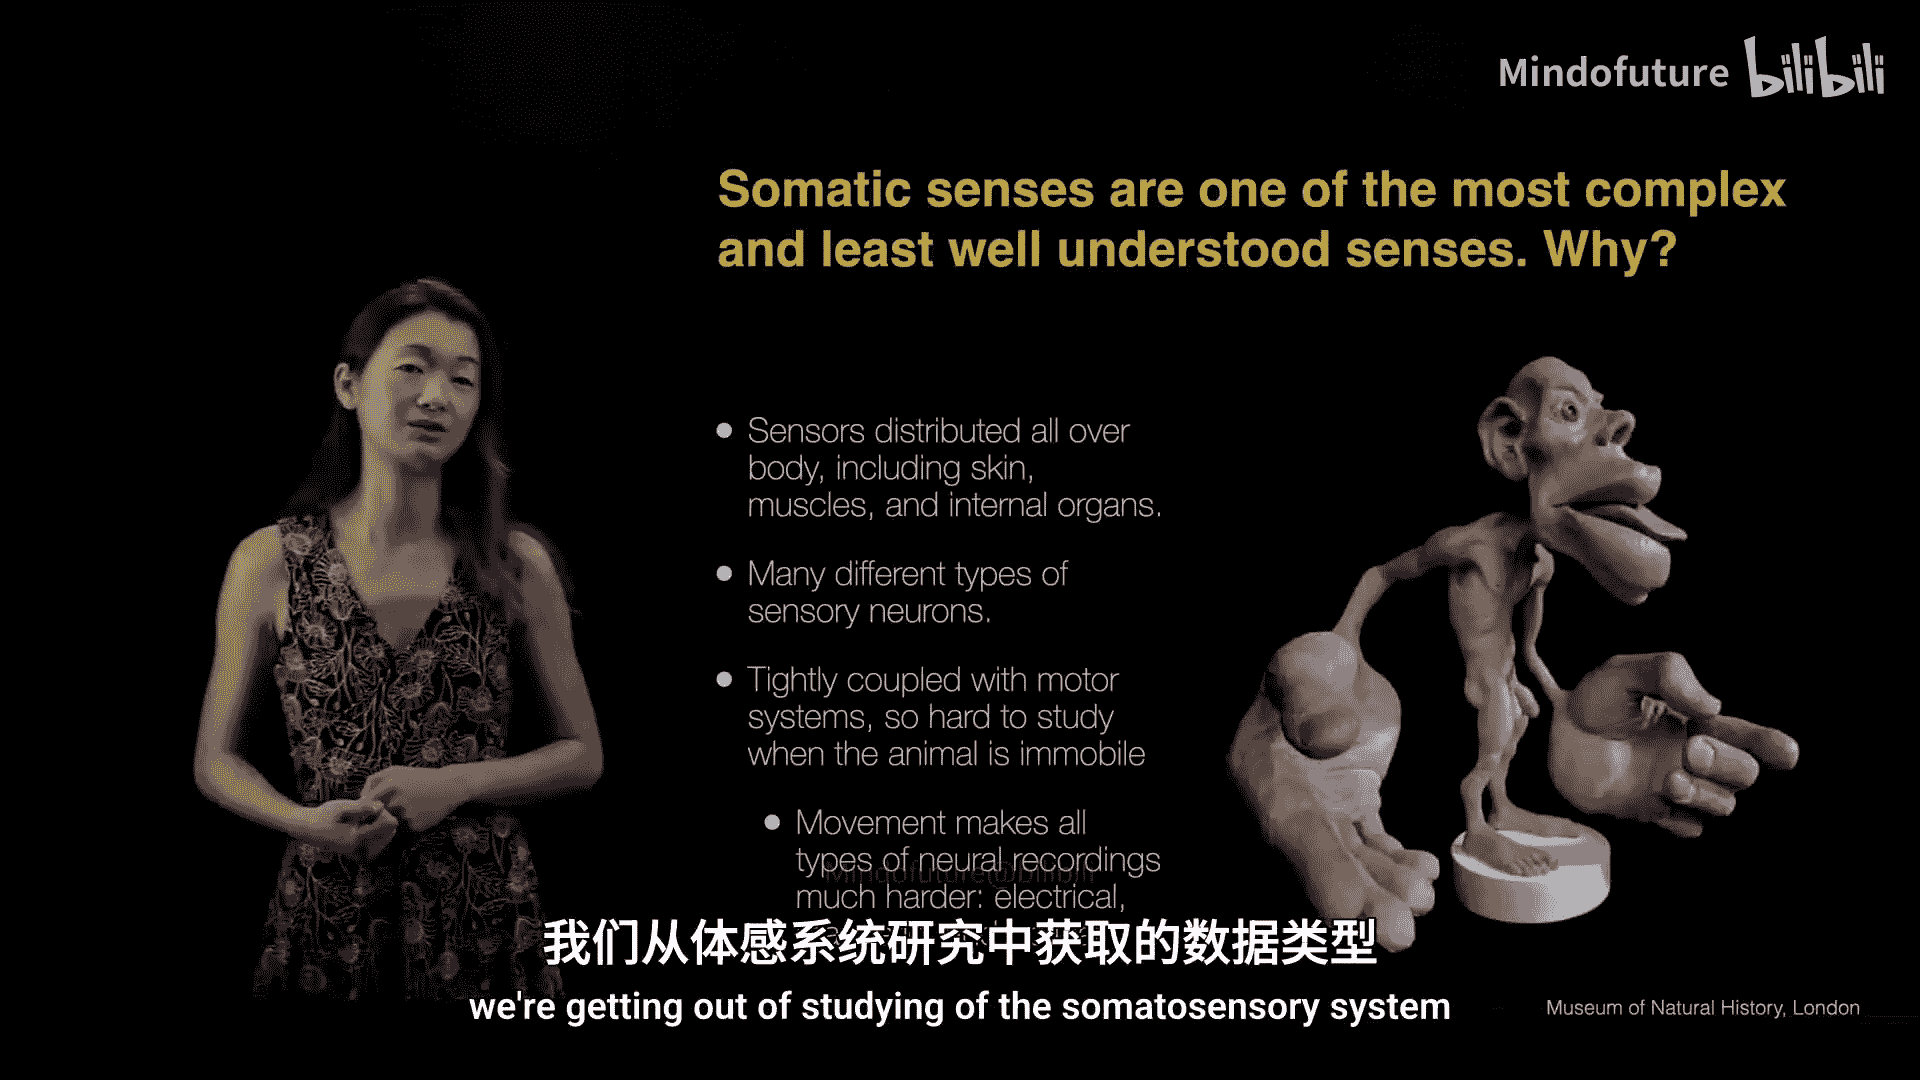 Mindofuture bilibili
Somatic senses are one of the most complex
and least well understood senses. Why?
● Sensors distributed all over
body, including skin,
muscles, and internal organs.
● Many different types of
sensory neurons.
● Tightly coupled with motor
systems, so hard to study
when the animal is immobile
● Movement makes all
types of neural recordings
Mindofuture@bilibili
much harder: electrical,
我们从体感系统研究中获取的数据类型
we're getting out of studying of the somatosensory system
Museum of Natural History, London